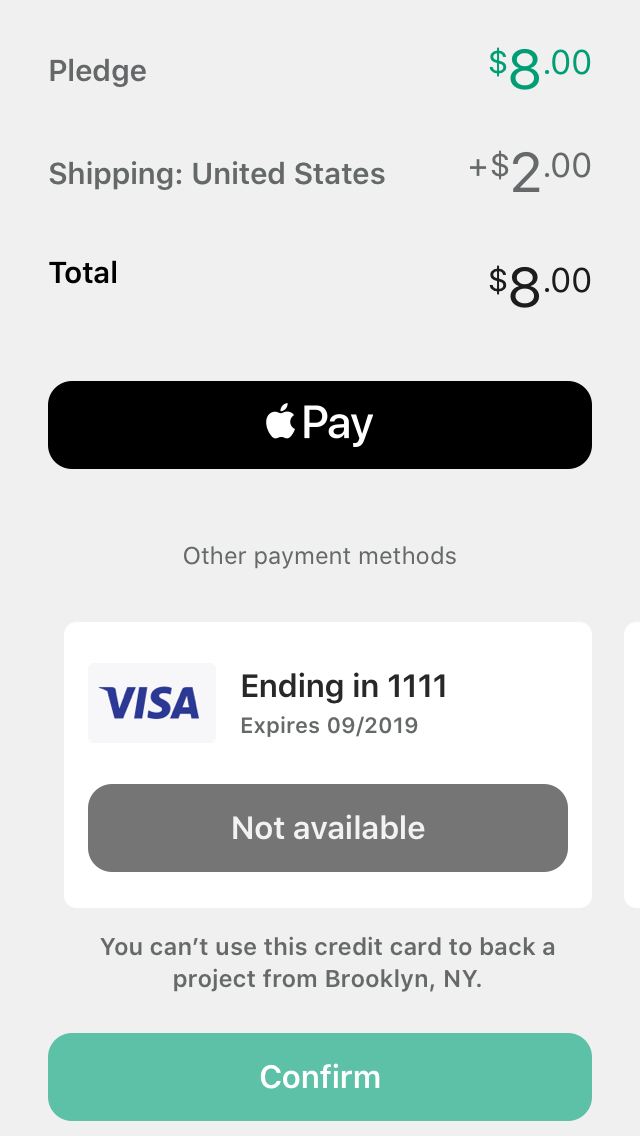 Pledge $8.00
Shipping: United States +$2.00
Total $8.00
Pay
Other payment methods
VISA
Ending in 1111
Expires 09/2019
Not available
You can’t use this credit card to back a
project from Brooklyn, NY.
Confirm